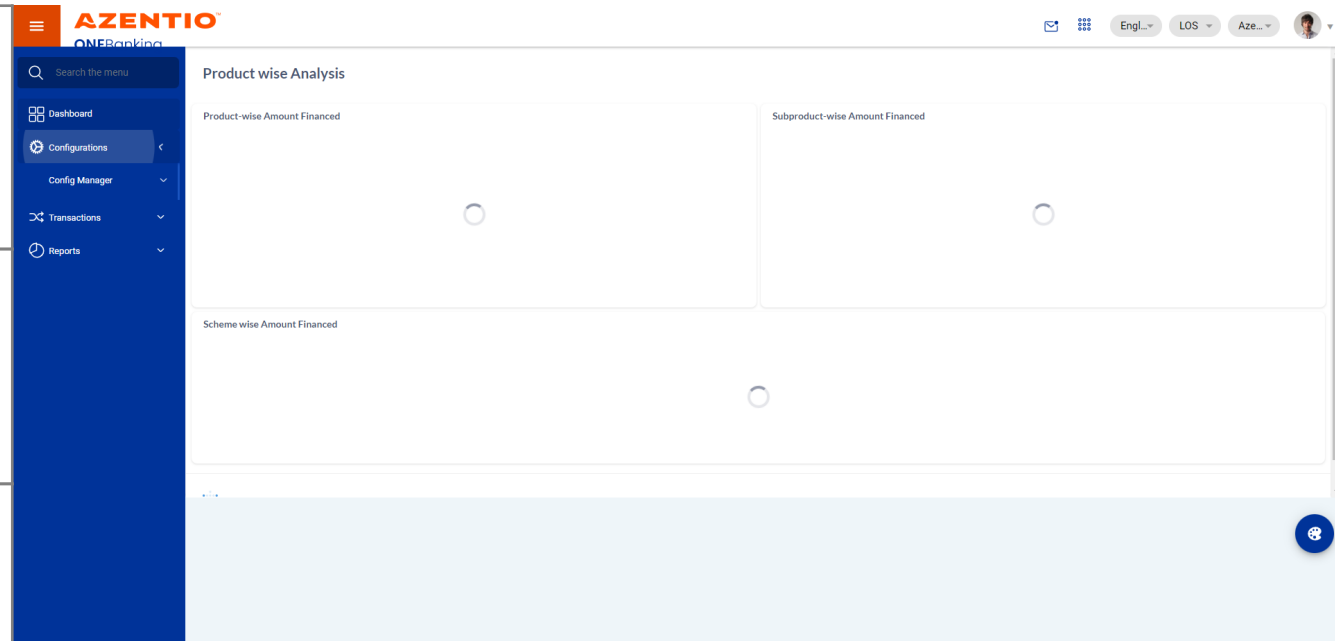 AZENTIO
ONEBanking
Engl...
LOS
Aze...
Search the menu
Dashboard
Configurations
Config Manager
Transactions
Reports
Product wise Analysis
Product-wise Amount Financed
Subproduct-wise Amount Financed
Scheme wise Amount Financed